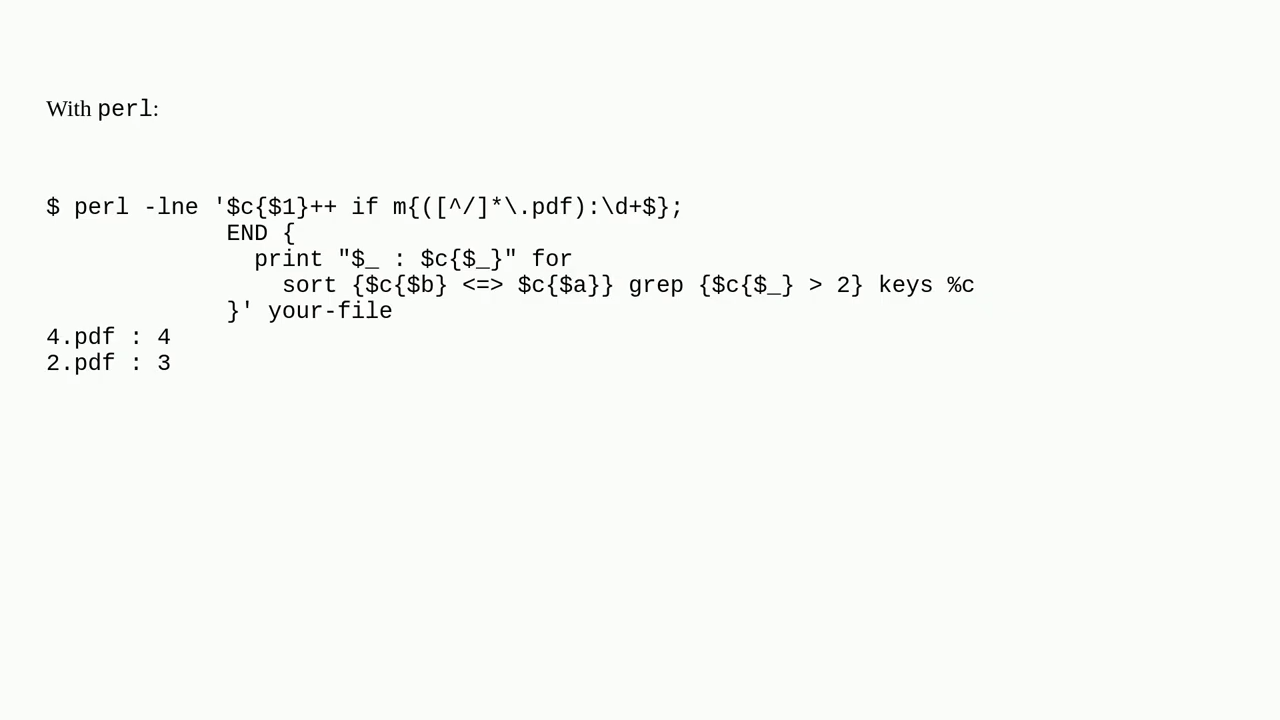 With perl:
$ perl -lne '$c{$1}++ if m{([^/]*\.pdf):\d+$};
             END {
               print "$_ : $c{$_}" for
                 sort {$c{$b} <=> $c{$a}} grep {$c{$_} > 2} keys %c
             }' your-file
4.pdf : 4
2.pdf : 3